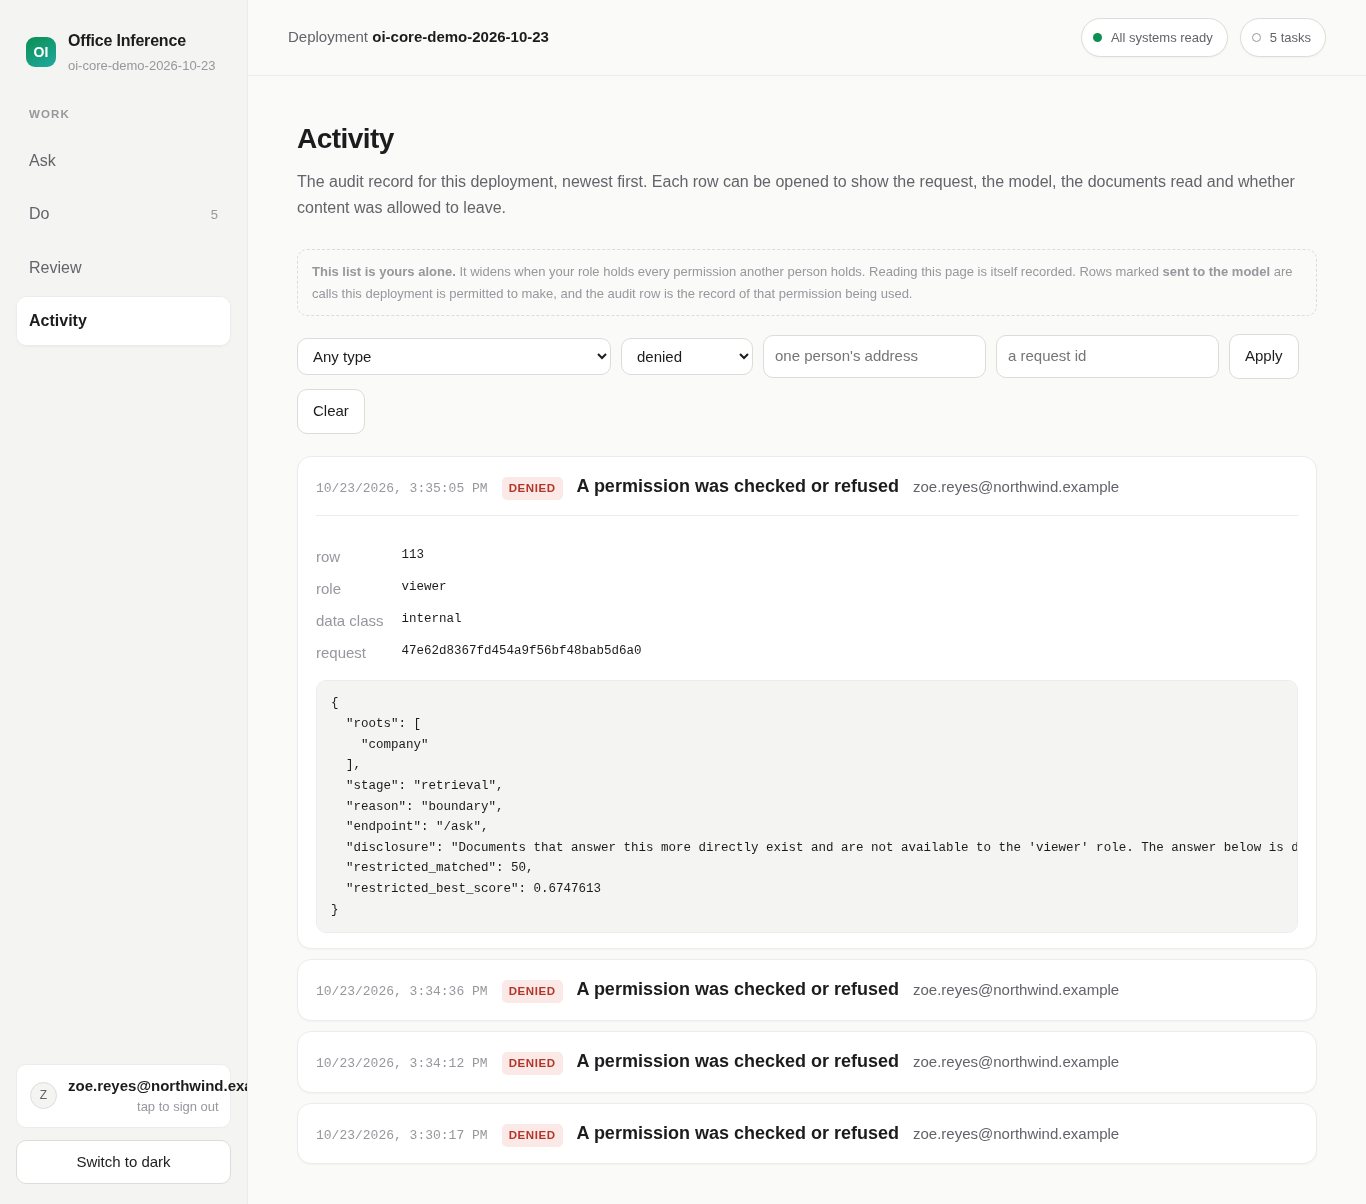 OI
Office Inference
oi-core-demo-2026-10-23
WORK
Ask
Do 5
Review
Activity
zoe.reyes@northwind.exa
Z
tap to sign out
Switch to dark
Deployment oi-core-demo-2026-10-23
All systems ready
5 tasks
Activity
The audit record for this deployment, newest first. Each row can be opened to show the request, the model, the documents read and whether
content was allowed to leave.
This list is yours alone. It widens when your role holds every permission another person holds. Reading this page is itself recorded. Rows marked sent to the model are
calls this deployment is permitted to make, and the audit row is the record of that permission being used.
Any type
denied
one person's address
a request id
Apply
Clear
10/23/2026, 3:35:05 PM DENIED A permission was checked or refused zoe.reyes@northwind.example
row 113
role viewer
data class internal
request 47e62d8367fd454a9f56bf48bab5d6a0
{
"roots": [
"company"
],
"stage": "retrieval",
"reason": "boundary",
"endpoint": "/ask",
"disclosure": "Documents that answer this more directly exist and are not available to the 'viewer' role. The answer below is d
"restricted_matched": 50,
"restricted_best_score": 0.6747613
}
10/23/2026, 3:34:36 PM DENIED A permission was checked or refused zoe.reyes@northwind.example
10/23/2026, 3:34:12 PM DENIED A permission was checked or refused zoe.reyes@northwind.example
10/23/2026, 3:30:17 PM DENIED A permission was checked or refused zoe.reyes@northwind.example